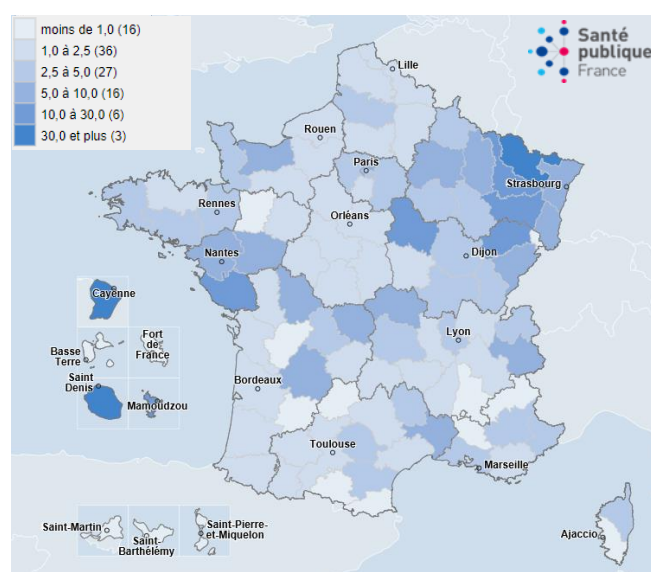 moins de 1,0 (16)
1,0 à 2,5 (36)
2,5 à 5,0 (27)
5,0 à 10,0 (16)
10,0 à 30,0 (6)
30,0 et plus (3)
Santé
publique
France
Lille
Rouen
Paris
Strasbourg
Rennes
Orléans
Nantes
Dijon
Cayenne
Lyon
Basse
Terre
Fort
de
France
Saint
Denis
Mamoudzou
Bordeaux
Toulouse
Marseille
Saint-Martin
Saint-
Barthélémy
Saint-Pierre-
et-Miquelon
Ajaccio